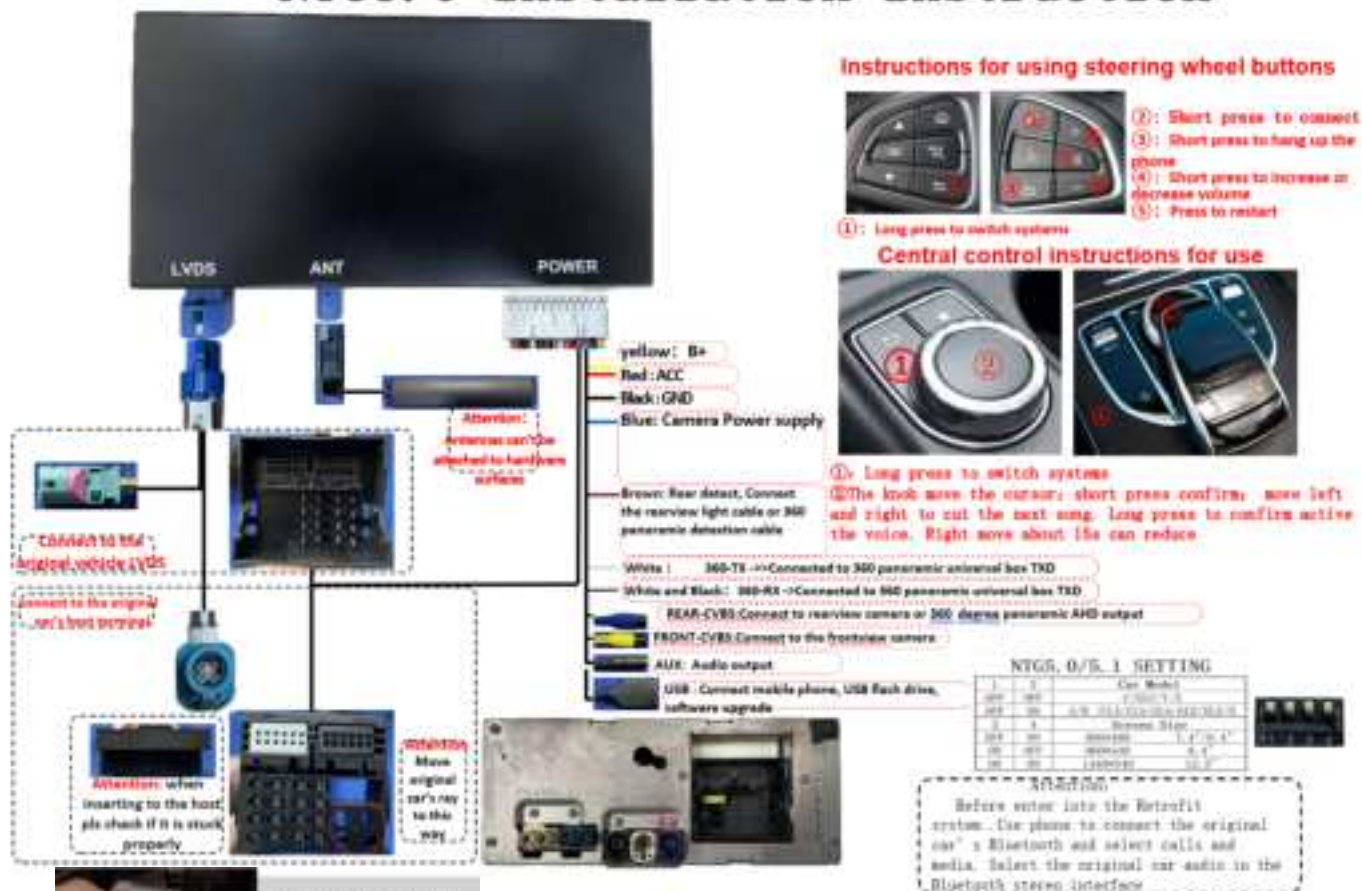 Instructions for using steering wheel buttons
②: Short press to connect
③: Short press to hang up the
phone
④: Short press to increase or
decrease volume
⑤: Press to restart
①: Long press to switch systems
Central control instructions for use
①
②
①: Long press to switch systems
②The knob move the cursor; short press confirm; move left
and right to cut the next song. Long press to confirm active
the voice. Right move about 15s can reduce
LVDS
ANT
POWER
yellow: B+
Red :ACC
Black :GND
Blue: Camera Power supply
Brown: Rear detect, Connect
the rearview light cable or 360
panoramic detection cable
White : 360-TX ->>Connected to 360 panoramic universal box TXD
White and Black: 360-RX ->Connected to 360 panoramic universal box TXD
REAR-CVBS:Connect to rearview camera or 360 degree panoramic AHD output
FRONT-CVBS:Connect to the frontview camera
AUX: Audio output
USB : Connect mobile phone, USB flash drive,
software upgrade
Attention:
antennas can't be
attached to hardware
surfaces
Connect to the
original vehicle LVDS
connect to the original
car's host terminal
Attention: when
inserting to the host
pls check if it is stuck
properly
Attention
Move
original
car's ray
to this
way
NTG5.0/5.1 SETTING
1 2 Car Model
3 4 Screen Size
Attention:
Before enter into the Retrofit
system. Use phone to connect the original
car's Bluetooth and select calls and
media. Select the original car audio in the
Bluetooth stereo interface